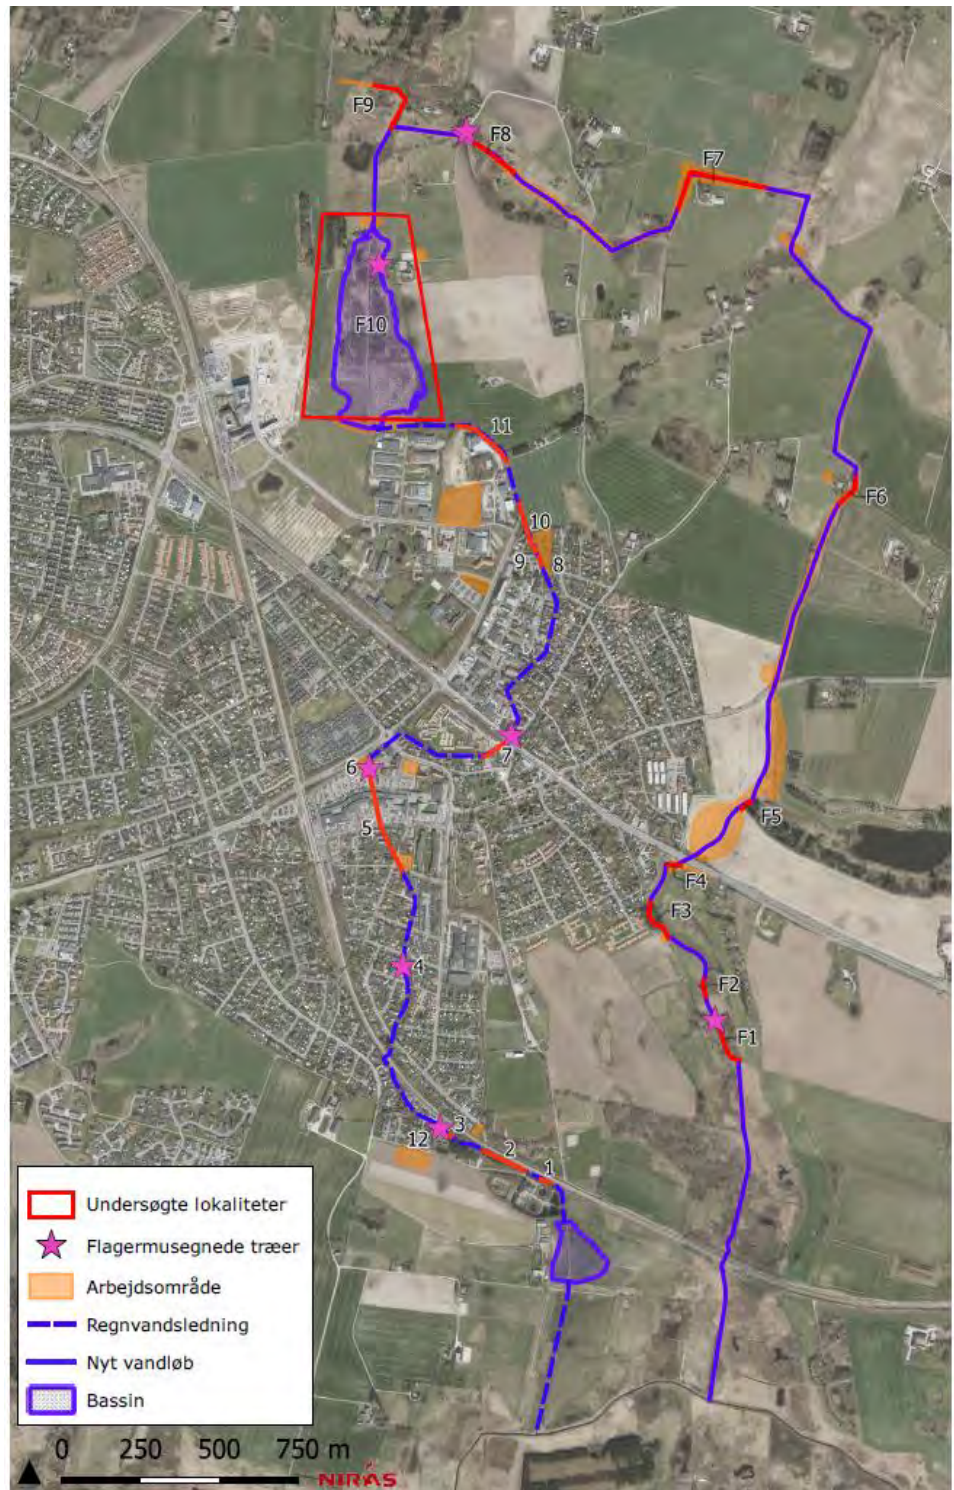 F9
F8
F7
F10
11
F6
10
9
8
7
6
5
F5
F4
F3
4
F2
F1
3
12
2
1
Undersøgte lokaliteter
Flagermusegnede træer
Arbejdsområde
Regnvandsledning
Nyt vandløb
Bassin
0 250 500 750 m
NIRAS